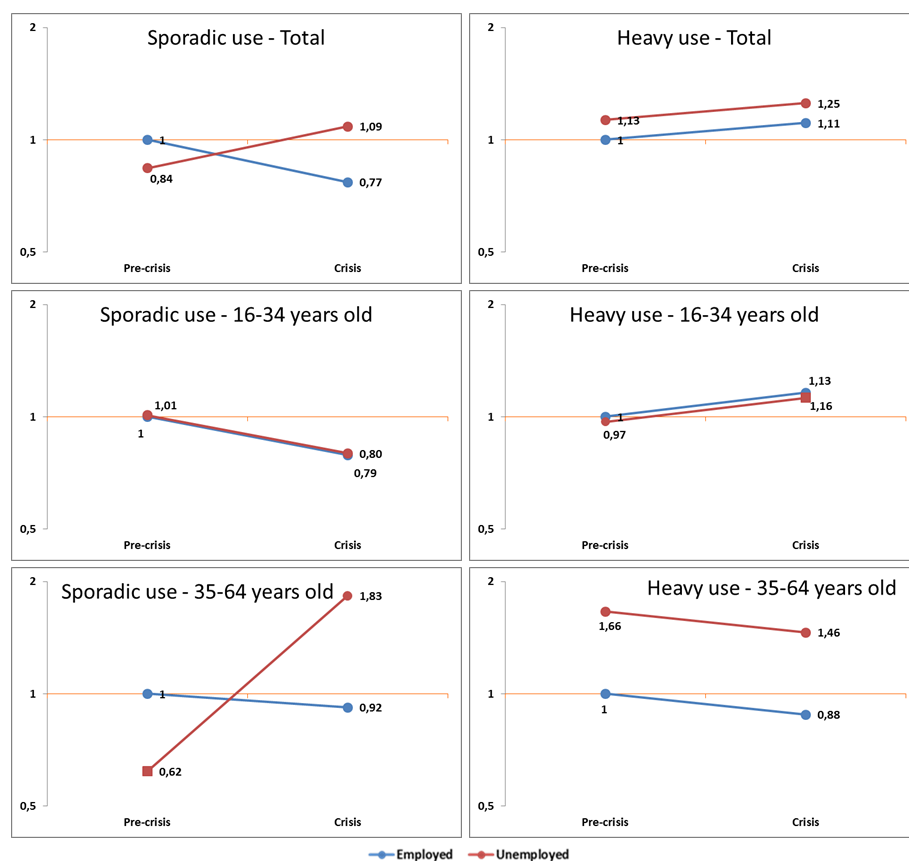 Sporadic use - Total
2
1
0,5
1
0,84
1,09
0,77
Pre-crisis
Crisis
Heavy use - Total
2
1
0,5
1,13
1
1,25
1,11
Pre-crisis
Crisis
Sporadic use - 16-34 years old
2
1
0,5
1,01
1
0,80
0,79
Pre-crisis
Crisis
Heavy use - 16-34 years old
2
1
0,5
1
0,97
1,13
1,16
Pre-crisis
Crisis
Sporadic use - 35-64 years old
2
1
0,5
1
0,62
1,83
0,92
Pre-crisis
Crisis
Heavy use - 35-64 years old
2
1
0,5
1,66
1
1,46
0,88
Pre-crisis
Crisis
Employed Unemployed